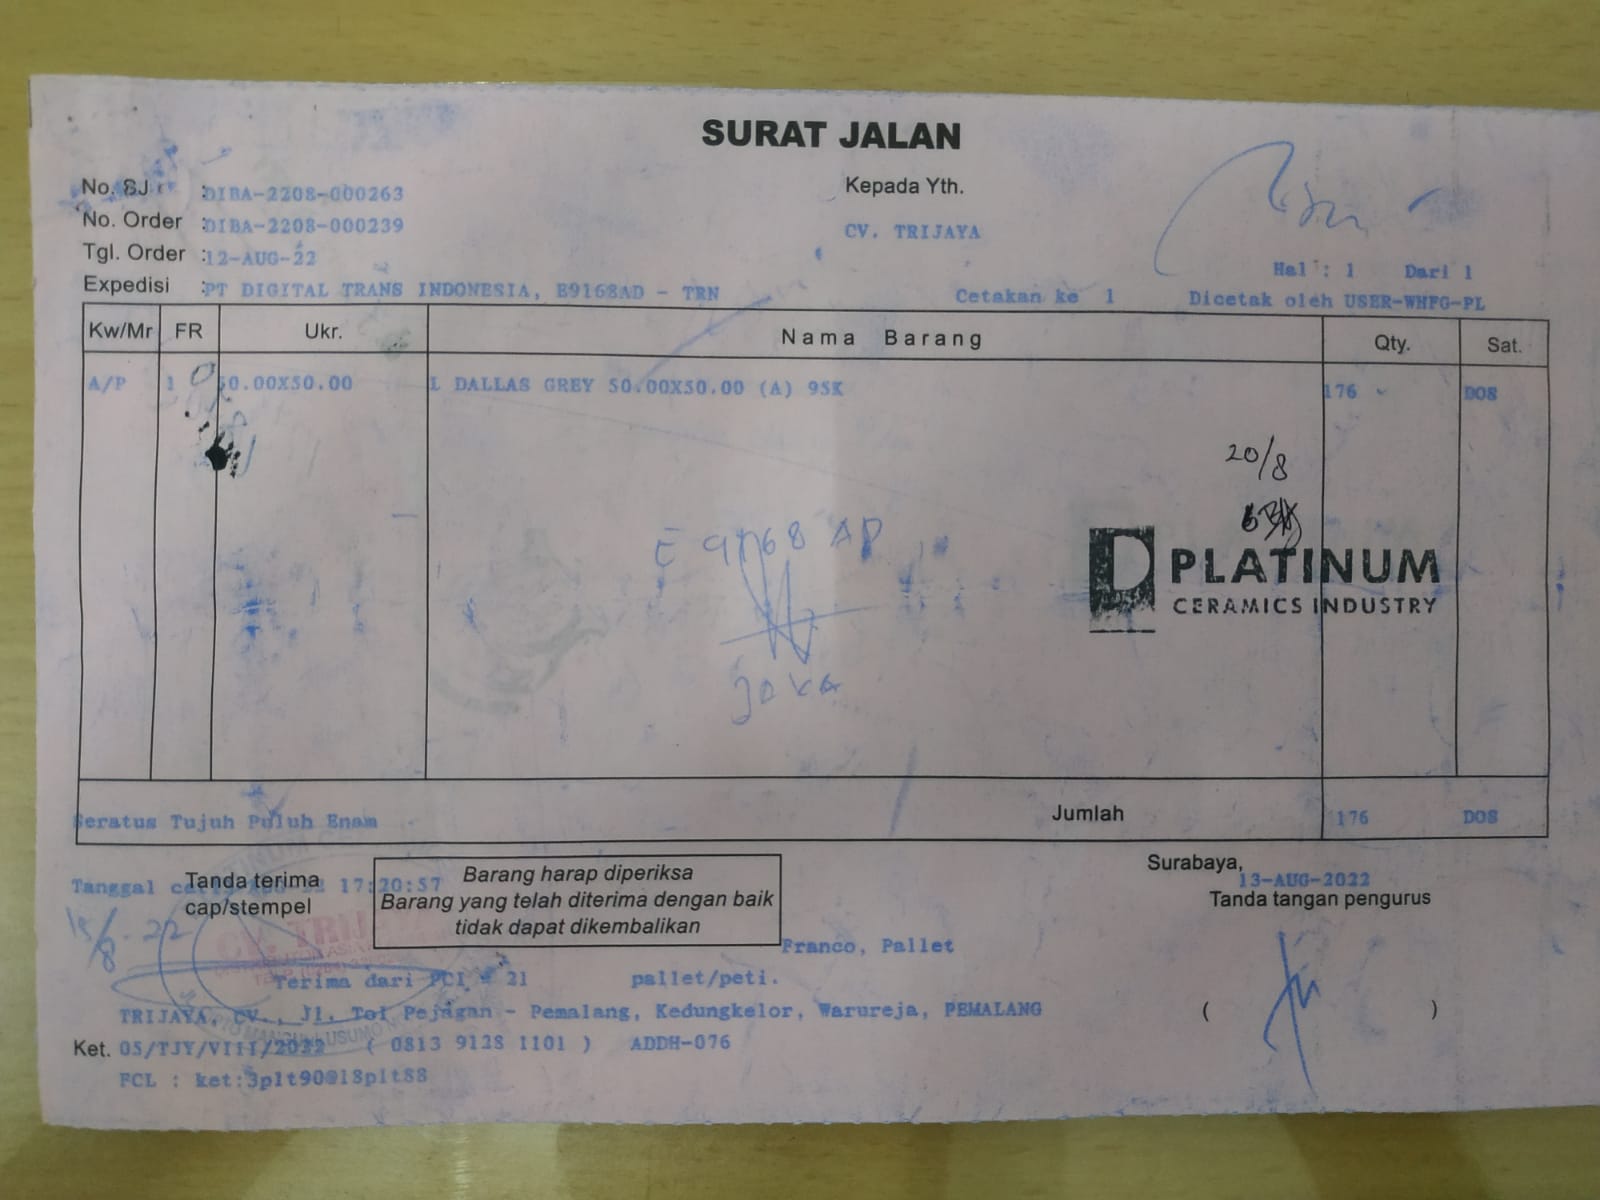 SURAT JALAN
No. SJ : DIBA-2208-000263
Kepada Yth.
No. Order : DIBA-2208-000239
CV. TRIJAYA
Tgl. Order : 12-AUG-22
Hal : 1 Dari 1
Expedisi : PT DIGITAL TRANS INDONESIA, E9168AD - TRN
Cetakan ke 1 Dicetak oleh USER-WHFG-PL
Kw/Mr FR Ukr. Nama Barang Qty. Sat.
A/P 1 50.00X50.00 L DALLAS GREY 50.00X50.00 (A) 95K 176 DOS
20/8
E 9168 AD
PLATINUM
CERAMICS INDUSTRY
Joka
Seratus Tujuh Puluh Enam Jumlah 176 DOS
Tanggal 17:20:57
Tanda terima
cap/stempel
Barang harap diperiksa
Barang yang telah diterima dengan baik
tidak dapat dikembalikan
Surabaya, 13-AUG-2022
Tanda tangan pengurus
15/8-22
Franco, Pallet
Terima dari PCI = 21 pallet/peti.
TRIJAYA, CV., Jl. Tol Pejagan - Pemalang, Kedungkelor, Warureja, PEMALANG
( )
Ket. 05/TJY/VIII/2022 ( 0813 9128 1101 ) ADDH-076
FCL : ket:3plt90@18plt88